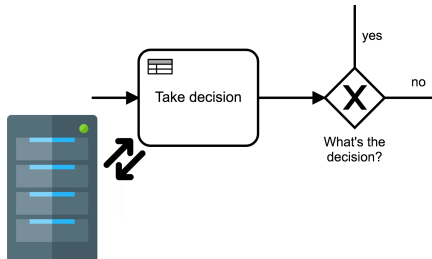 yes
Take decision
no
What's the
decision?